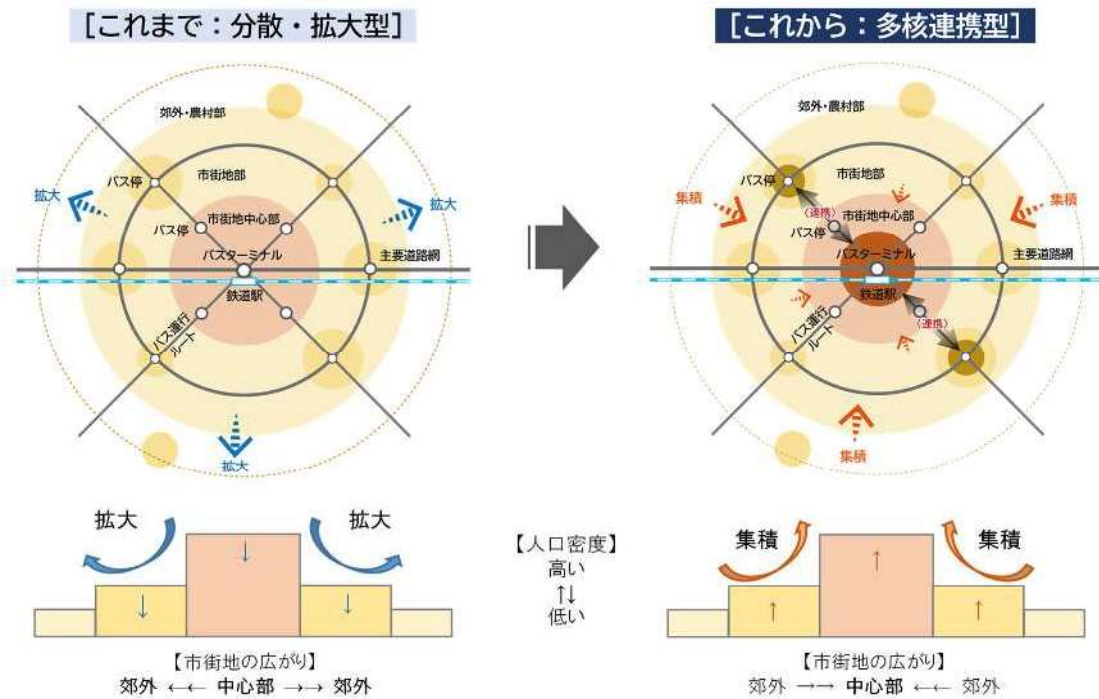 ［これまで：分散・拡大型］
郊外・農村部
バス停
市街地部
拡大
拡大
市街地中心部
バス停
バスターミナル
主要道路網
鉄道駅
バス運行
ルート
拡大
［これから：多核連携型］
郊外・農村部
バス停
市街地部
集積
集積
〈連携〉
市街地中心部
バス停
バスターミナル
主要道路網
鉄道駅
〈連携〉
バス運行
ルート
集積
拡大
拡大
↓
↓
↓
【市街地の広がり】
郊外 ←← 中心部 →→ 郊外
【人口密度】
高い
↑↓
低い
集積
集積
↑
↑
↑
【市街地の広がり】
郊外 →→ 中心部 ←← 郊外